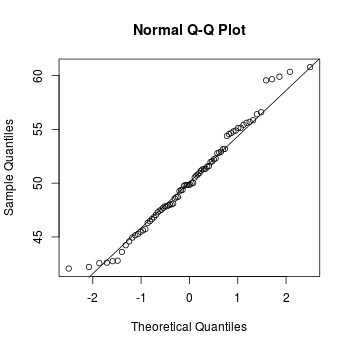 Normal Q-Q Plot
Sample Quantiles
60
55
50
45
-2 -1 0 1 2
Theoretical Quantiles